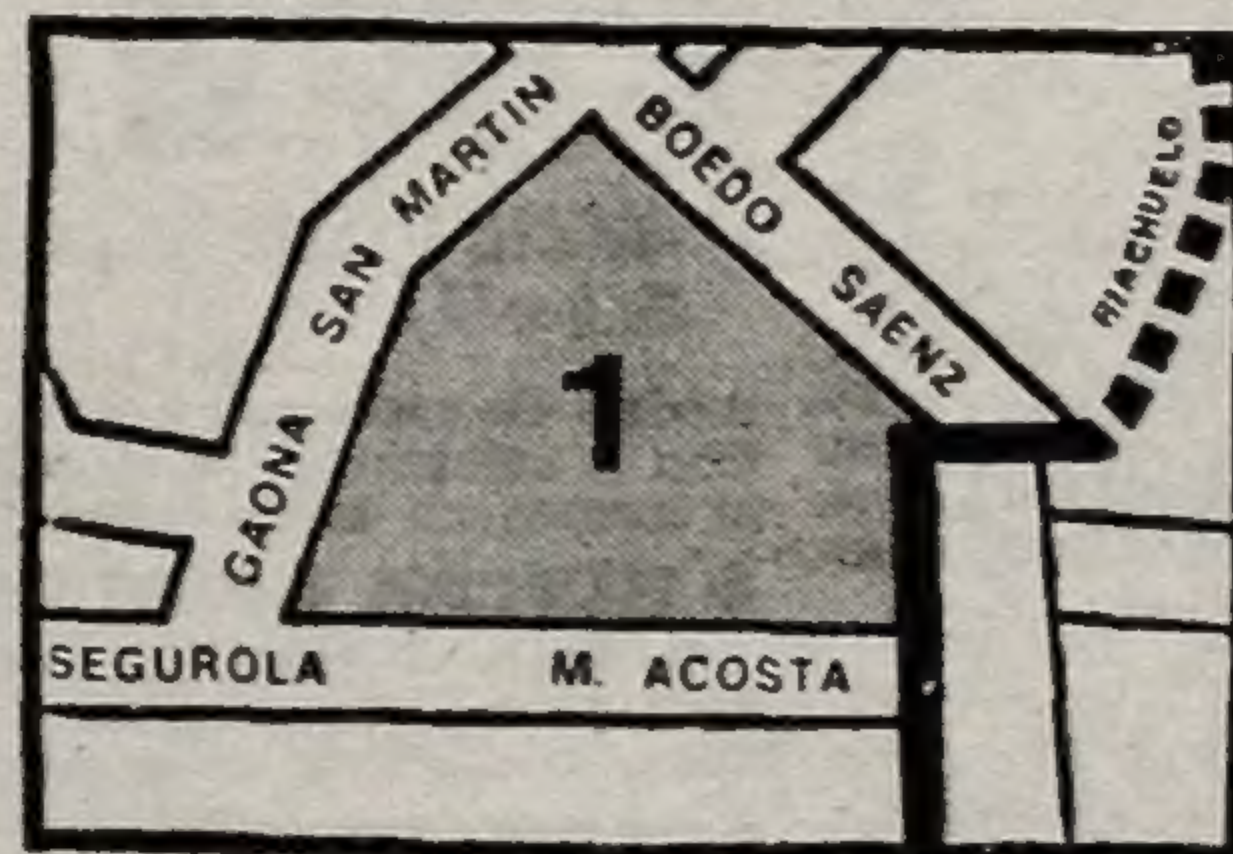 SAN MARTIN
BOEDO SAENZ
RIACHUELO
1
GAONA
SEGUROLA M. ACOSTA